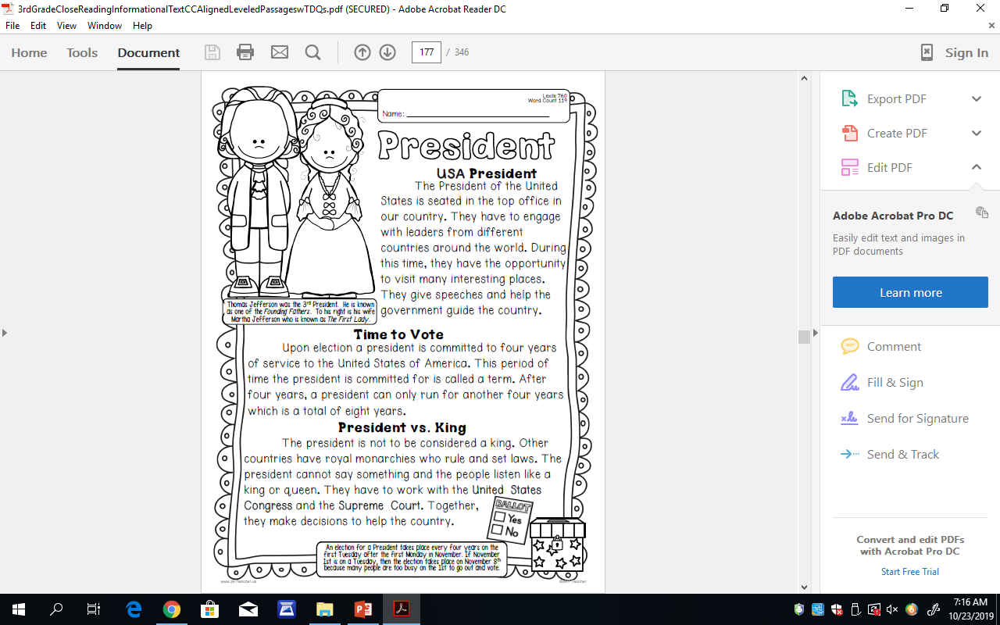 3rdGradeCloseReadingInformationalTextCCAlignedLeveledPassageswTDQs.pdf (SECURED) - Adobe Acrobat Reader DC
File Edit View Window Help
Home Tools Document 177 / 346 Sign In
Lexile 760
Word Count 119
Name:
President
USA President
The President of the United
States is seated in the top office in
our country. They have to engage
with leaders from different
countries around the world. During
this time, they have the opportunity
to visit many interesting places.
They give speeches and help the
government guide the country.
Thomas Jefferson was the 3rd President. He is known
as one of the Founding Fathers. To his right is his wife
Martha Jefferson who is known as The First Lady.
Time to Vote
Upon election a president is committed to four years
of service to the United States of America. This period of
time the president is committed for is called a term. After
four years, a president can only run for another four years
which is a total of eight years.
President vs. King
The president is not to be considered a king. Other
countries have royal monarchies who rule and set laws. The
president cannot say something and the people listen like a
king or queen. They have to work with the United States
Congress and the Supreme Court. Together,
they make decisions to help the country.
BALLOT
Yes
No
An election for a President takes place every four years on the
first Tuesday after the first Monday in November. If November
1st is on a Tuesday, then the election takes place on November 8th
because many people are too busy on the 1st to go out and vote.
Export PDF
Create PDF
Edit PDF
Adobe Acrobat Pro DC
Easily edit text and images in
PDF documents
Learn more
Comment
Fill & Sign
Send for Signature
Send & Track
Convert and edit PDFs
with Acrobat Pro DC
Start Free Trial
7:16 AM
10/23/2019